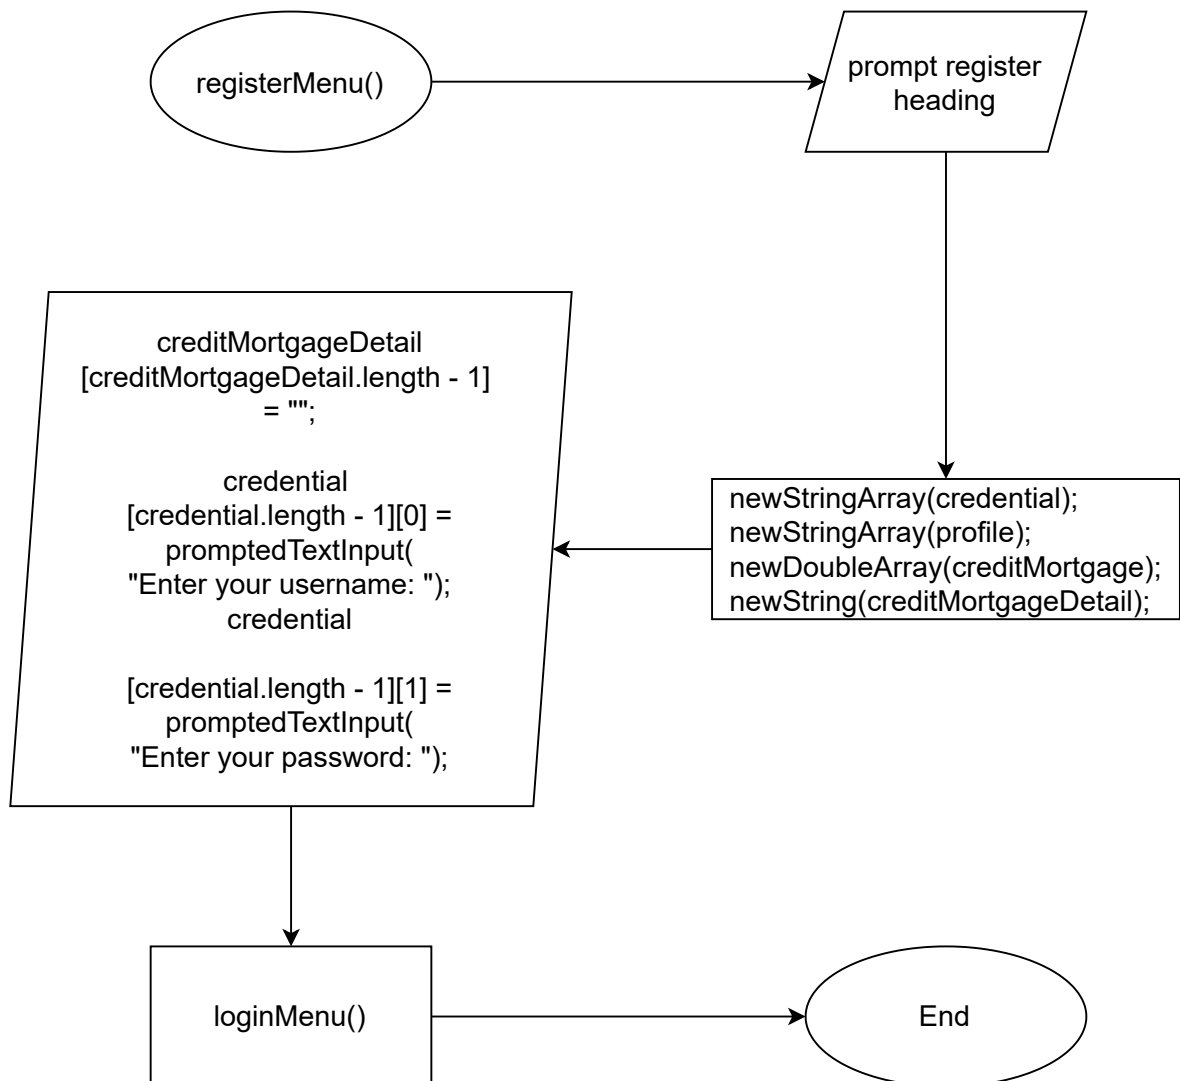 registerMenu()
prompt register
heading
newStringArray(credential);
newStringArray(profile);
newDoubleArray(creditMortgage);
newString(creditMortgageDetail);
creditMortgageDetail
[creditMortgageDetail.length - 1]
= "";
credential
[credential.length - 1][0] =
promptedTextInput(
"Enter your username: ");
credential
[credential.length - 1][1] =
promptedTextInput(
"Enter your password: ");
loginMenu()
End